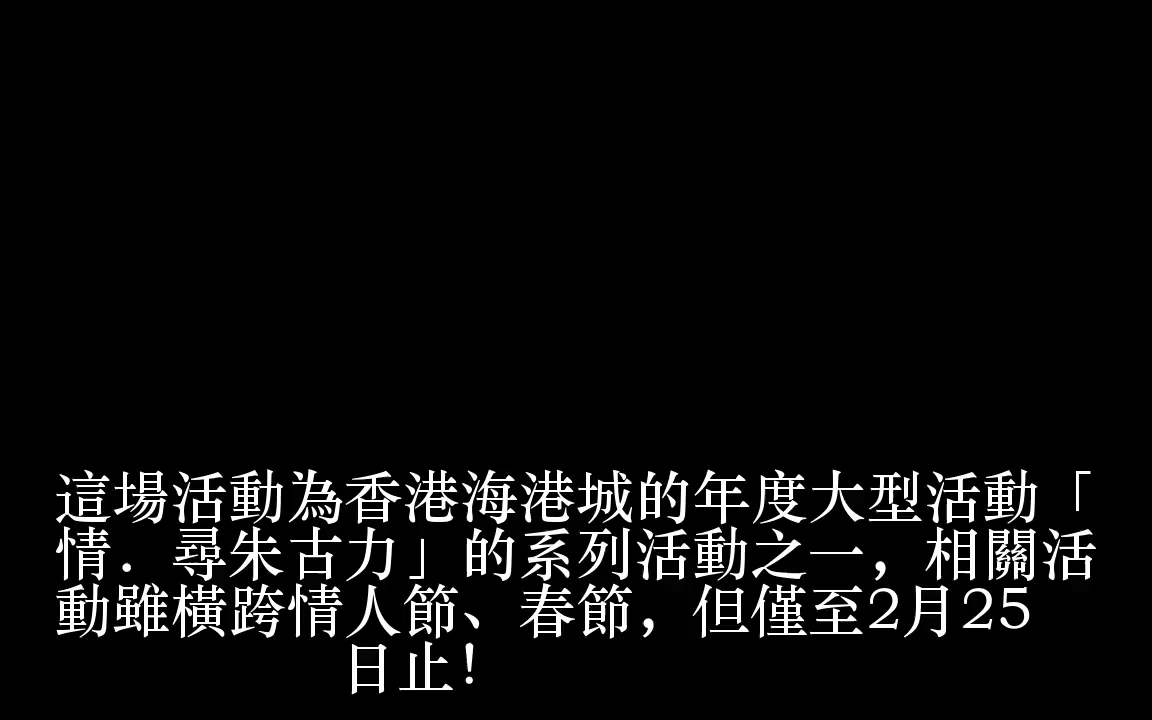 這場活動為香港海港城的年度大型活動「
情．尋朱古力」的系列活動之一，相關活
動雖橫跨情人節、春節，但僅至2月25
日止！